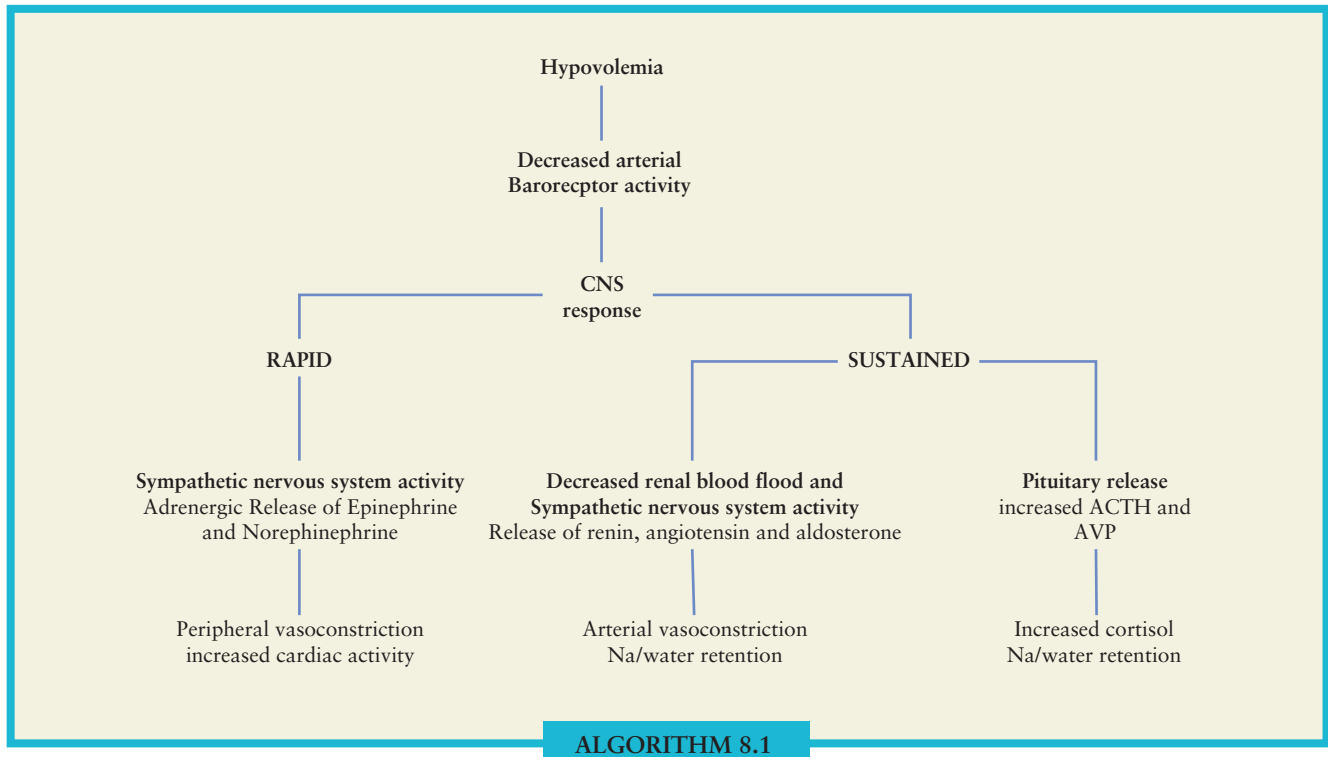 Hypovolemia
Decreased arterial
Barorecptor activity
CNS
response
RAPID
SUSTAINED
Sympathetic nervous system activity
Adrenergic Release of Epinephrine
and Norephinephrine
Decreased renal blood flood and
Sympathetic nervous system activity
Release of renin, angiotensin and aldosterone
Pituitary release
increased ACTH and
AVP
Peripheral vasoconstriction
increased cardiac activity
Arterial vasoconstriction
Na/water retention
Increased cortisol
Na/water retention
ALGORITHM 8.1